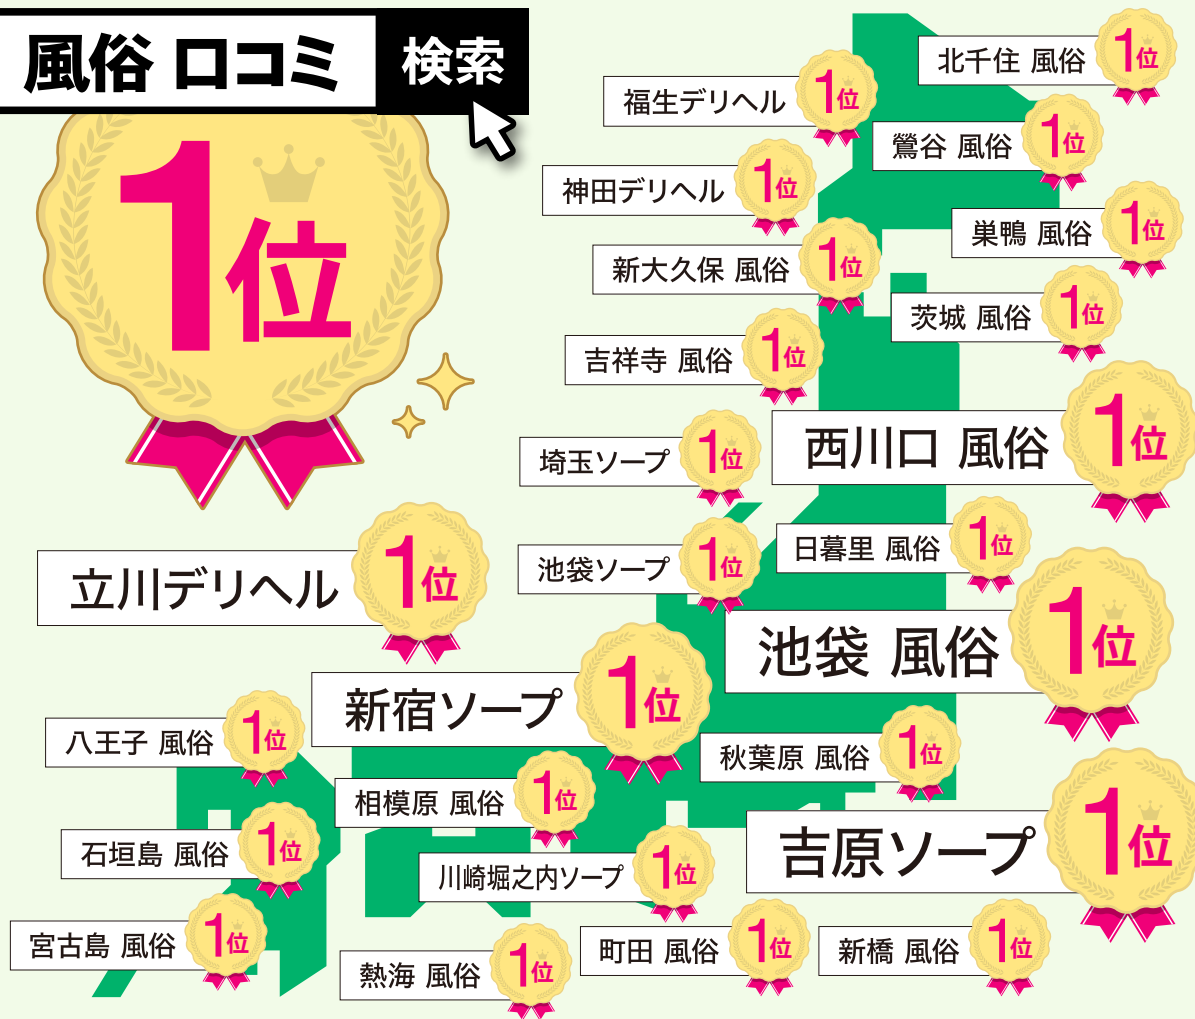 風俗 口コミ 検索
1位
北千住 風俗 1位
福生デリヘル 1位
鶯谷 風俗 1位
神田デリヘル 1位
巣鴨 風俗 1位
新大久保 風俗 1位
茨城 風俗 1位
吉祥寺 風俗 1位
西川口 風俗 1位
埼玉ソープ 1位
日暮里 風俗 1位
池袋ソープ 1位
立川デリヘル 1位
池袋 風俗 1位
新宿ソープ 1位
八王子 風俗 1位
秋葉原 風俗 1位
相模原 風俗 1位
石垣島 風俗 1位
吉原ソープ 1位
川崎堀之内ソープ 1位
宮古島 風俗 1位
町田 風俗 1位
新橋 風俗 1位
熱海 風俗 1位